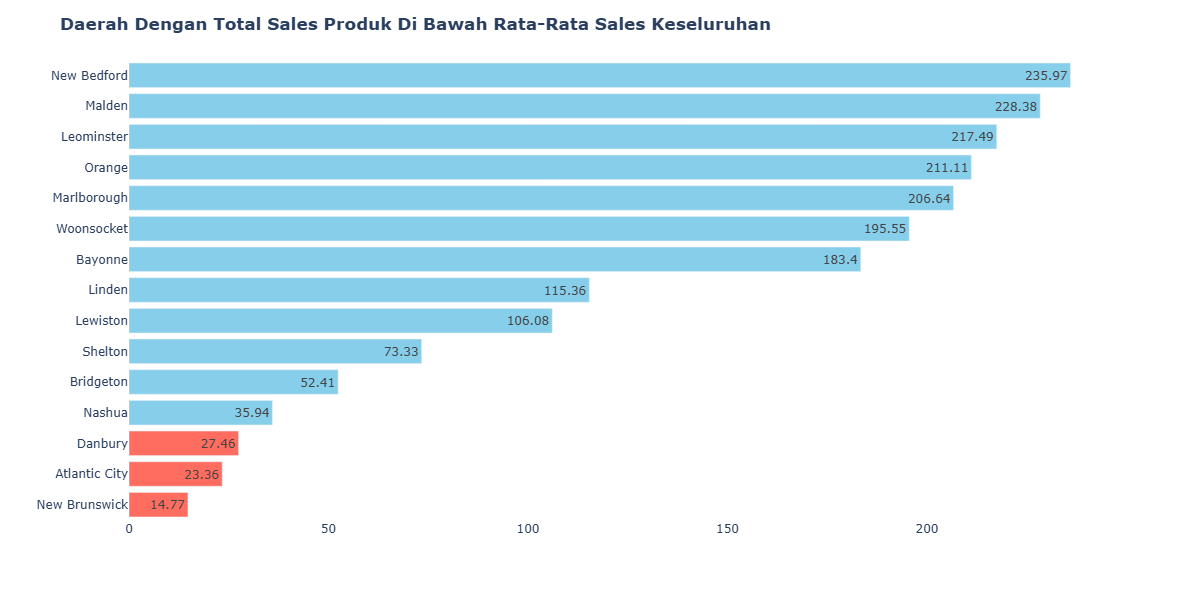 Daerah Dengan Total Sales Produk Di Bawah Rata-Rata Sales Keseluruhan
New Bedford 235.97
Malden 228.38
Leominster 217.49
Orange 211.11
Marlborough 206.64
Woonsocket 195.55
Bayonne 183.4
Linden 115.36
Lewiston 106.08
Shelton 73.33
Bridgeton 52.41
Nashua 35.94
Danbury 27.46
Atlantic City 23.36
New Brunswick 14.77
0 50 100 150 200